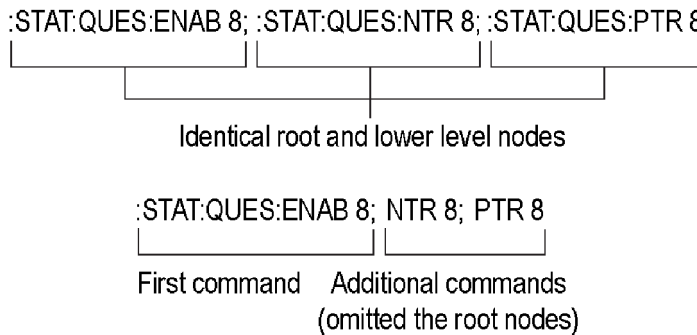 :STAT:QUES:ENAB 8; :STAT:QUES:NTR 8; :STAT:QUES:PTR 8
Identical root and lower level nodes
:STAT:QUES:ENAB 8; NTR 8; PTR 8
First command Additional commands
(omitted the root nodes)